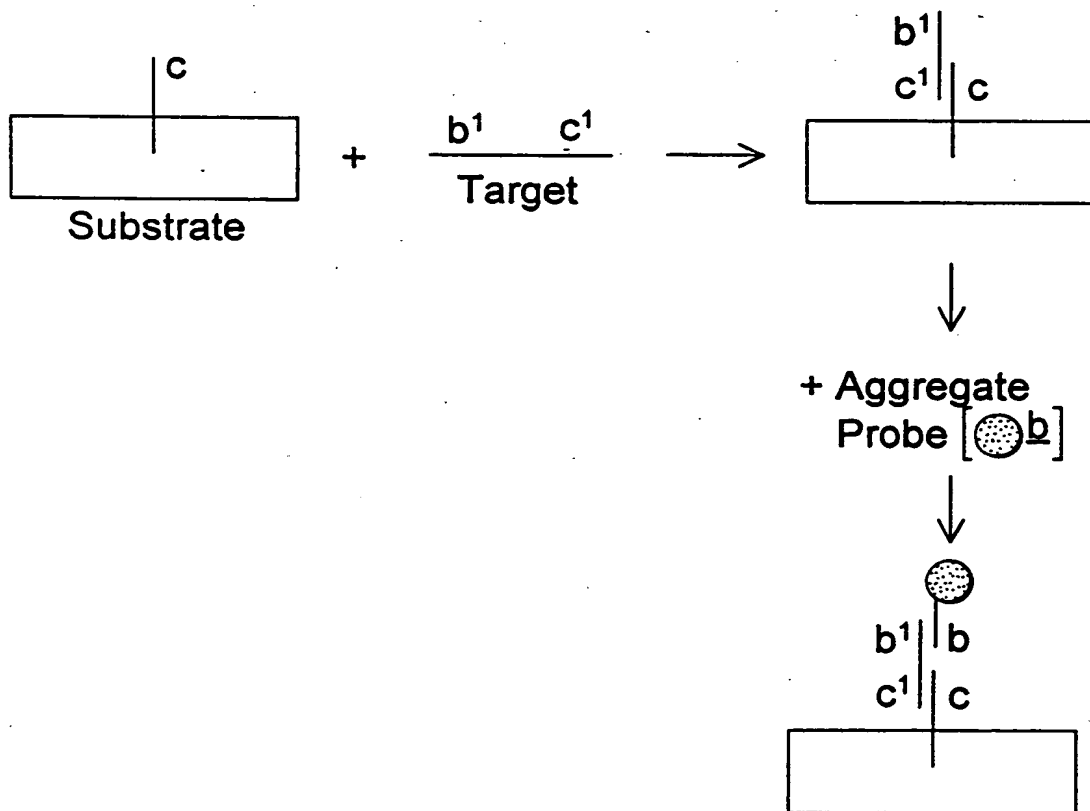 c
+
b¹ c¹
Target
Substrate
b¹
c¹ c
+ Aggregate
Probe [b]
b¹ b
c¹ c